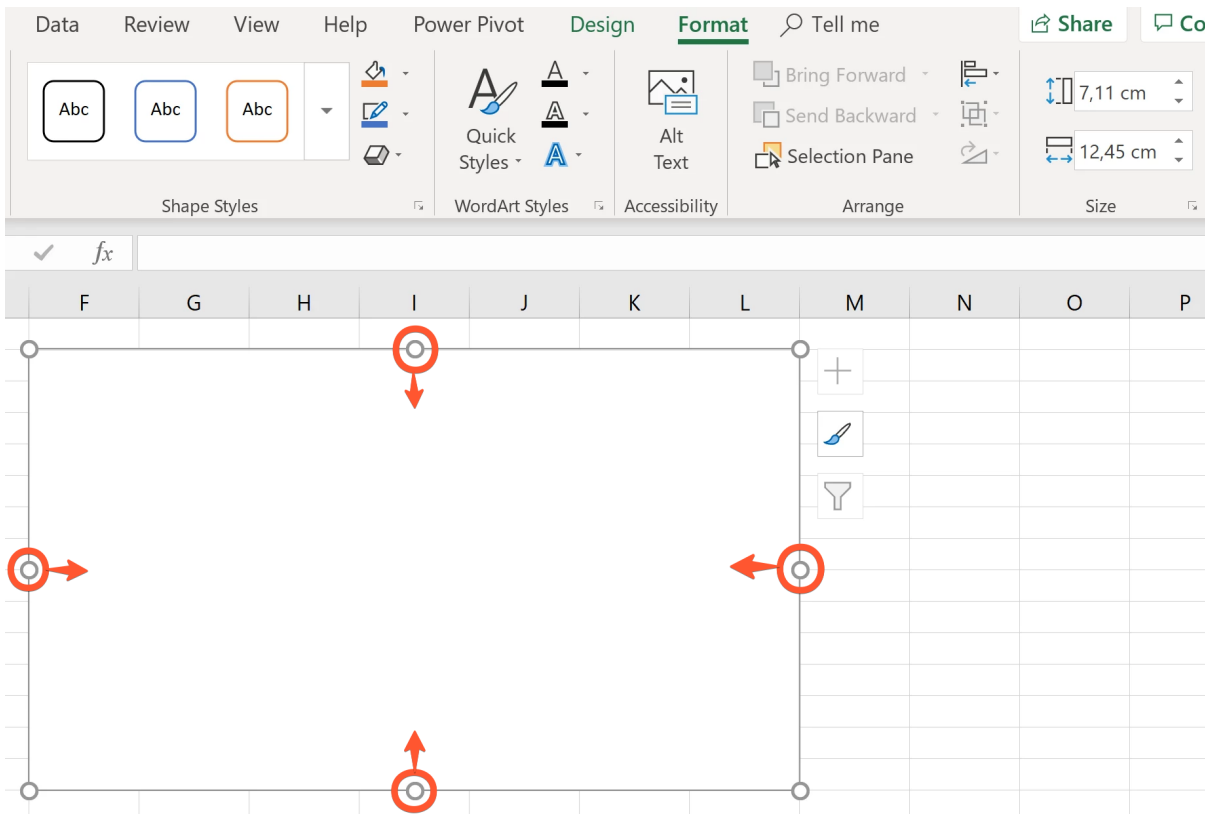 Data Review View Help Power Pivot Design Format Tell me Share Co
Abc Abc Abc
Quick
Styles
Alt
Text
Bring Forward
Send Backward
Selection Pane
7,11 cm
12,45 cm
Shape Styles WordArt Styles Accessibility Arrange Size
fx
F G H I J K L M N O P